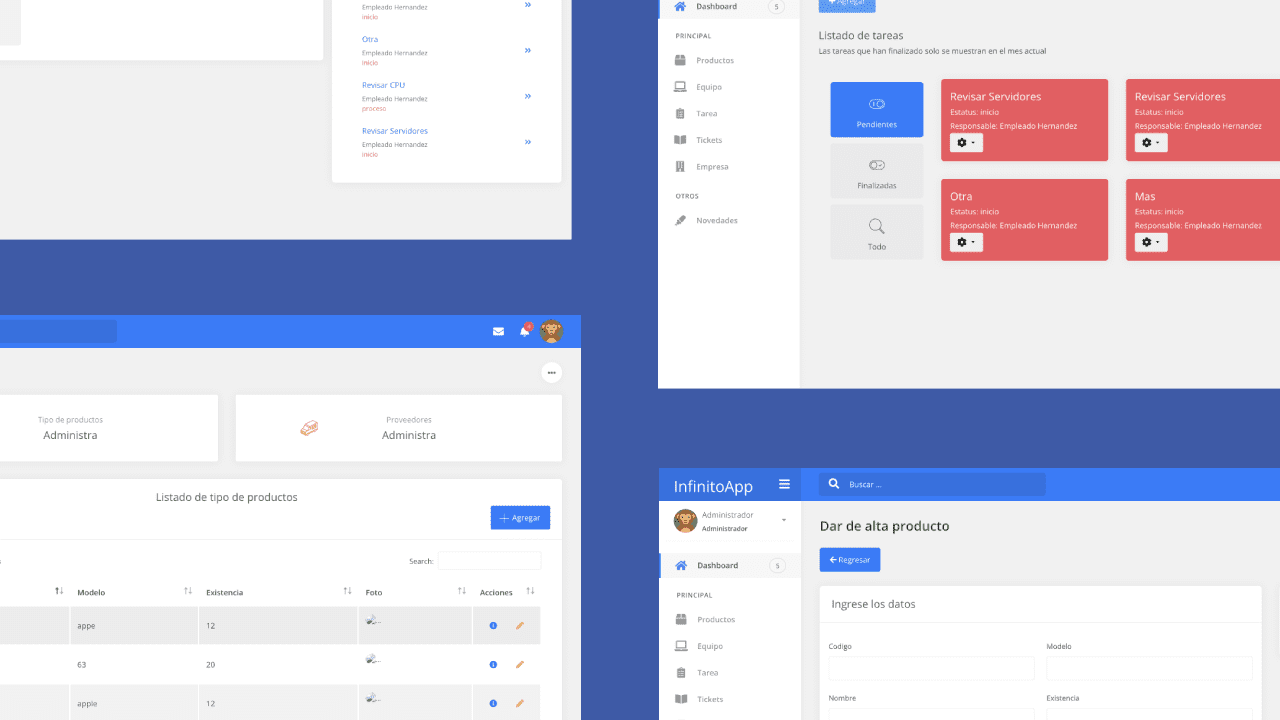 Empleado Hernandez
inicio
Otra
Empleado Hernandez
inicio
Revisar CPU
Empleado Hernandez
proceso
Revisar Servidores
Empleado Hernandez
inicio
Dashboard
5
PRINCIPAL
Productos
Equipo
Tarea
Tickets
Empresa
OTROS
Novedades
Agregar
Listado de tareas
Las tareas que han finalizado solo se muestran en el mes actual
Pendientes
Finalizadas
Todo
Revisar Servidores
Estatus: inicio
Responsable: Empleado Hernandez
Revisar Servidores
Estatus: inicio
Responsable: Empleado Hernandez
Otra
Estatus: inicio
Responsable: Empleado Hernandez
Mas
Estatus: inicio
Responsable: Empleado Hernandez
Tipo de productos
Administra
Proveedores
Administra
Listado de tipo de productos
Agregar
Search:
Modelo Existencia Foto Acciones
appe 12
63 20
apple 12
InfinitoApp
Buscar ...
Administrador
Administrador
Dashboard
5
PRINCIPAL
Productos
Equipo
Tarea
Tickets
Dar de alta producto
Regresar
Ingrese los datos
Codigo Modelo
Nombre Existencia